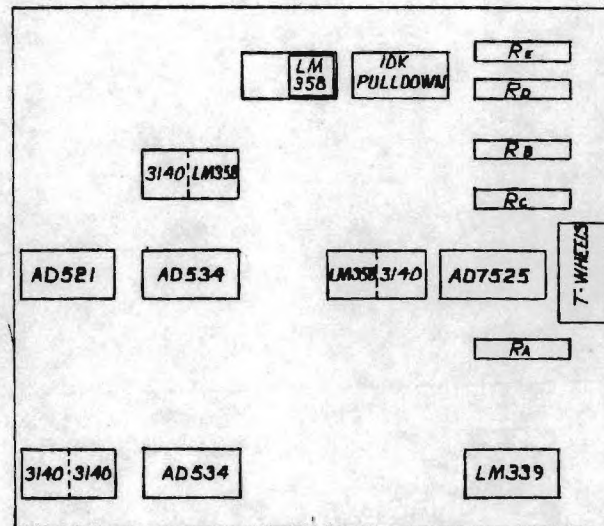 LM
358
10K
PULLDOWN
RE
RD
RB
3140 LM358
RC
AD521
AD534
LM358 3140
AD7525
T-WHEELS
RA
3140 3140
AD534
LM339